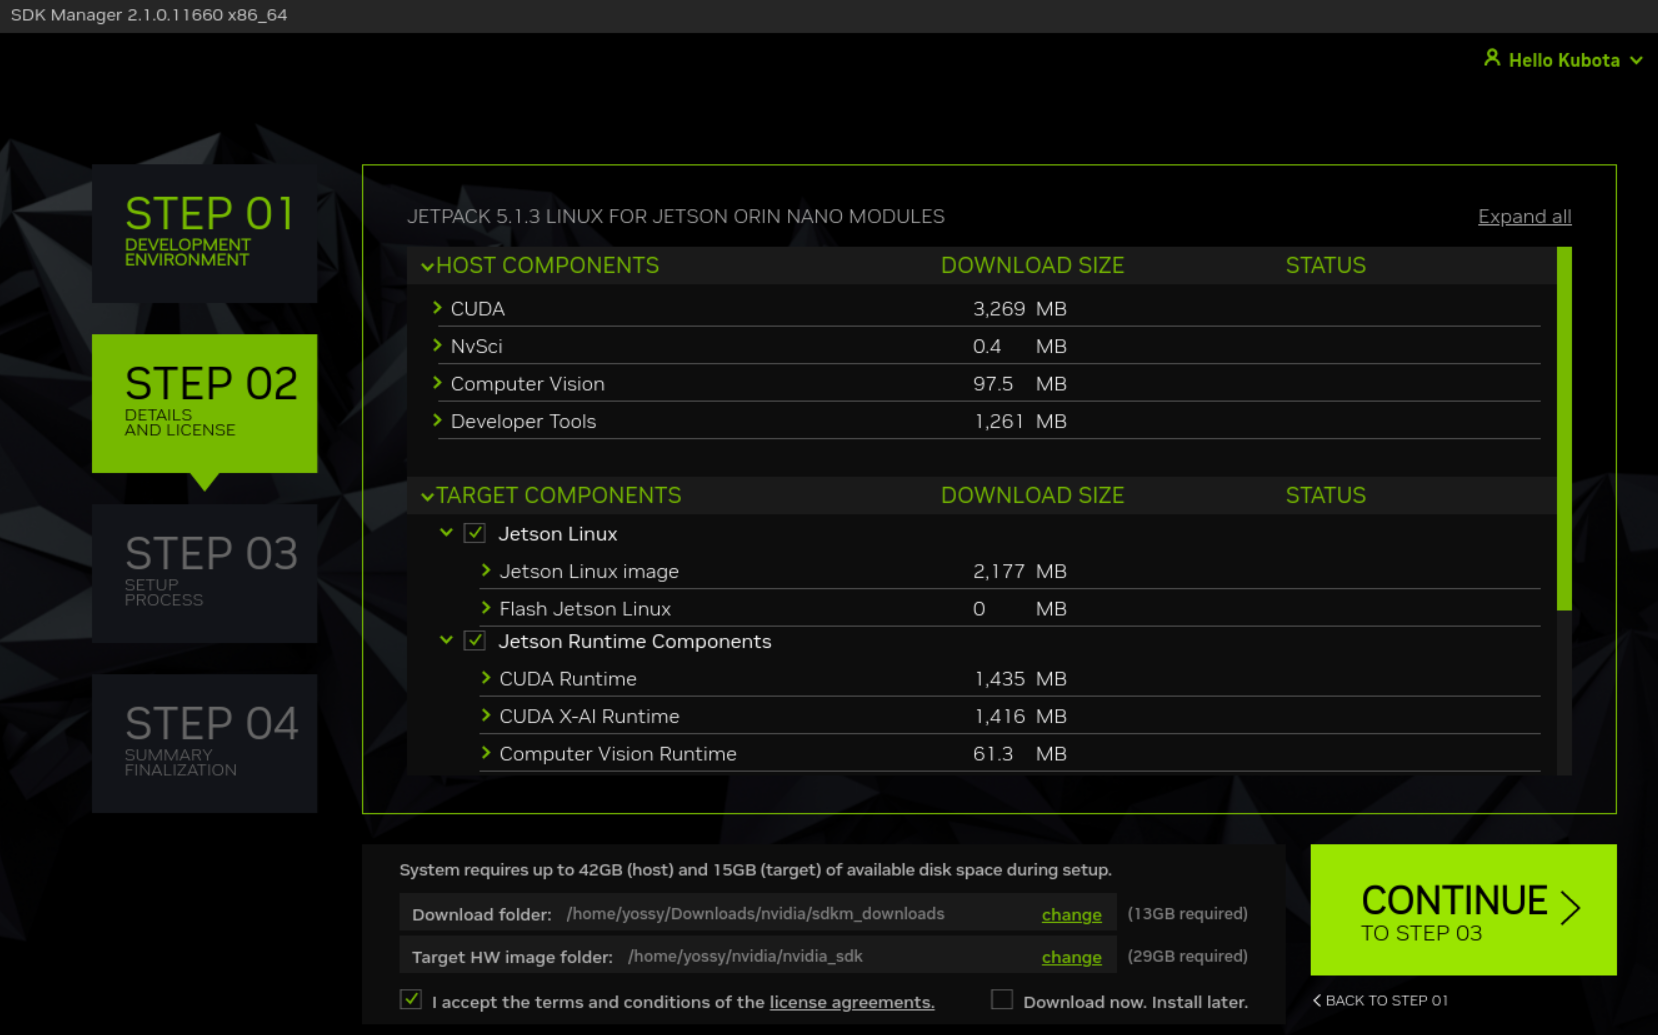 SDK Manager 2.1.0.11660 x86_64
Hello Kubota
STEP 01
DEVELOPMENT
ENVIRONMENT
STEP 02
DETAILS
AND LICENSE
STEP 03
SETUP
PROCESS
STEP 04
SUMMARY
FINALIZATION
JETPACK 5.1.3 LINUX FOR JETSON ORIN NANO MODULES Expand all
HOST COMPONENTS DOWNLOAD SIZE STATUS
CUDA 3,269 MB
NvSci 0.4 MB
Computer Vision 97.5 MB
Developer Tools 1,261 MB
TARGET COMPONENTS DOWNLOAD SIZE STATUS
Jetson Linux
Jetson Linux image 2,177 MB
Flash Jetson Linux 0 MB
Jetson Runtime Components
CUDA Runtime 1,435 MB
CUDA X-AI Runtime 1,416 MB
Computer Vision Runtime 61.3 MB
System requires up to 42GB (host) and 15GB (target) of available disk space during setup.
Download folder: /home/yossy/Downloads/nvidia/sdkm_downloads change (13GB required)
Target HW image folder: /home/yossy/nvidia/nvidia_sdk change (29GB required)
I accept the terms and conditions of the license agreements. Download now. Install later.
CONTINUE
TO STEP 03
BACK TO STEP 01